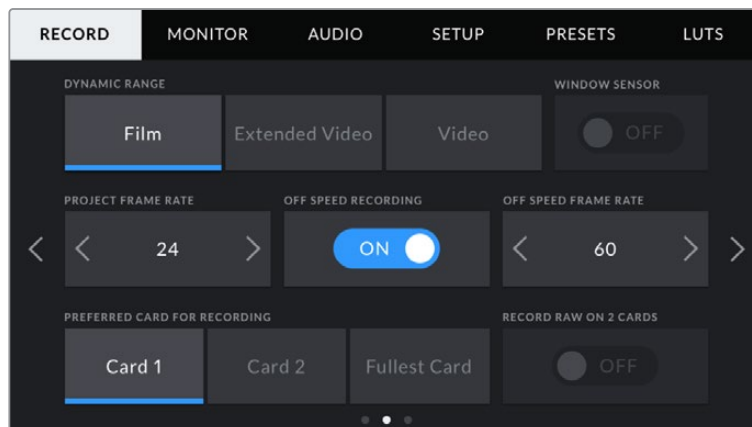 RECORD MONITOR AUDIO SETUP PRESETS LUTS
DYNAMIC RANGE WINDOW SENSOR
Film Extended Video Video OFF
PROJECT FRAME RATE OFF SPEED RECORDING OFF SPEED FRAME RATE
24 ON 60
PREFERRED CARD FOR RECORDING RECORD RAW ON 2 CARDS
Card 1 Card 2 Fullest Card OFF